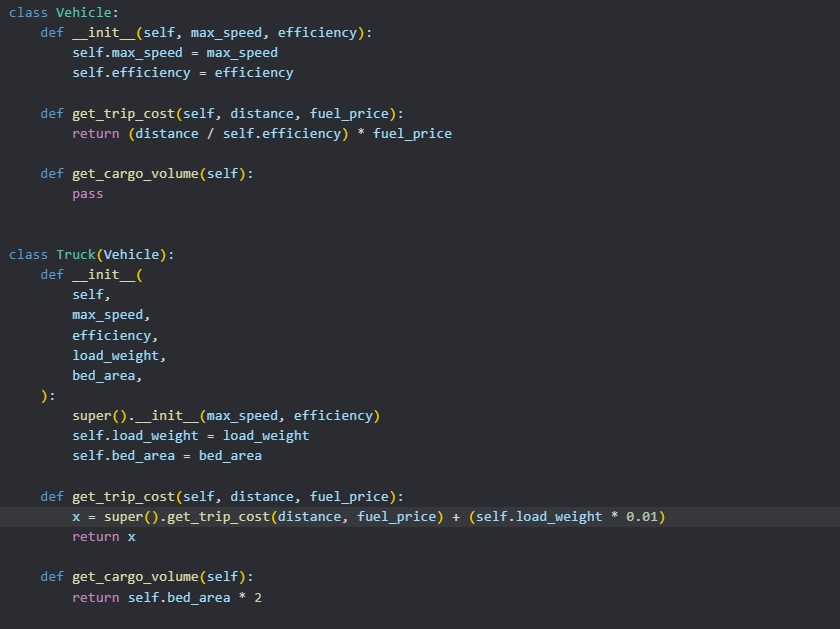 class Vehicle:
    def __init__(self, max_speed, efficiency):
        self.max_speed = max_speed
        self.efficiency = efficiency

    def get_trip_cost(self, distance, fuel_price):
        return (distance / self.efficiency) * fuel_price

    def get_cargo_volume(self):
        pass


class Truck(Vehicle):
    def __init__(
        self,
        max_speed,
        efficiency,
        load_weight,
        bed_area,
    ):
        super().__init__(max_speed, efficiency)
        self.load_weight = load_weight
        self.bed_area = bed_area

    def get_trip_cost(self, distance, fuel_price):
        x = super().get_trip_cost(distance, fuel_price) + (self.load_weight * 0.01)
        return x

    def get_cargo_volume(self):
        return self.bed_area * 2